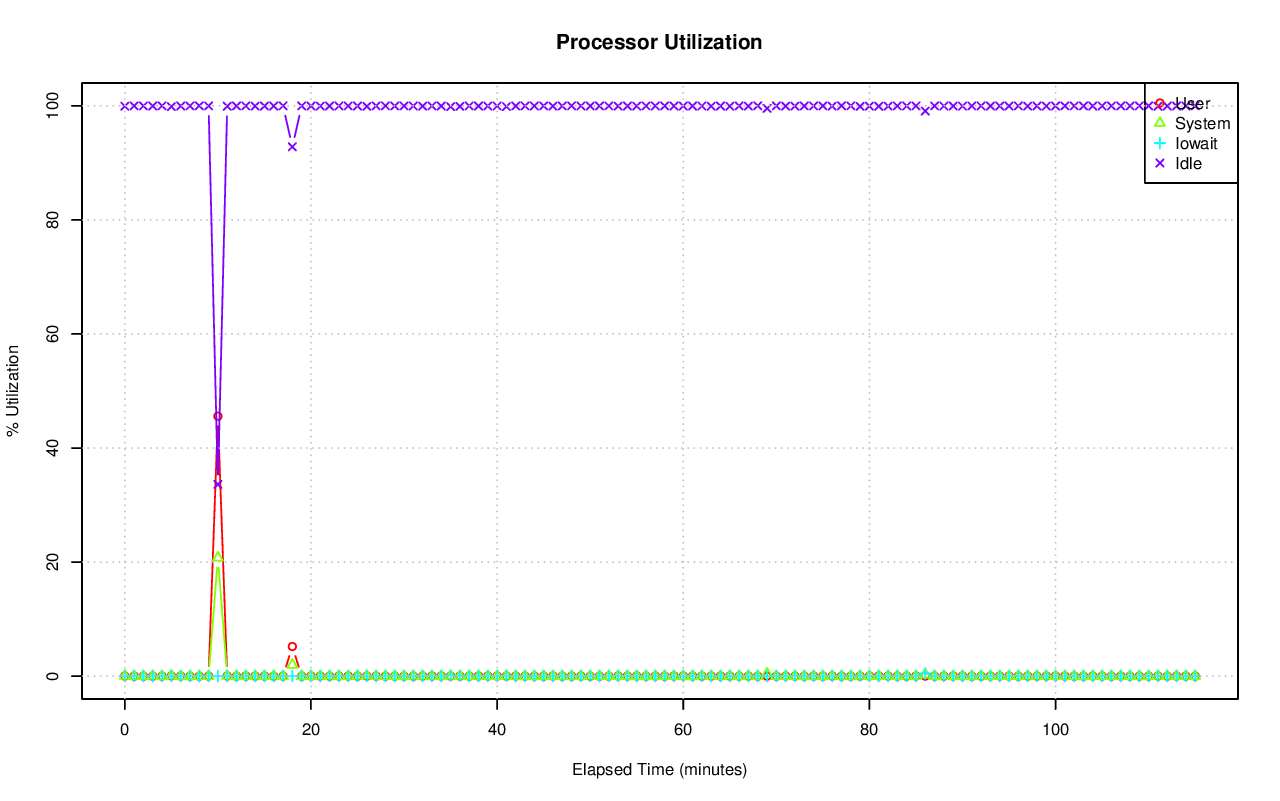 Processor Utilization
% Utilization
100
80
60
40
20
0
User
System
Iowait
Idle
0 20 40 60 80 100
Elapsed Time (minutes)